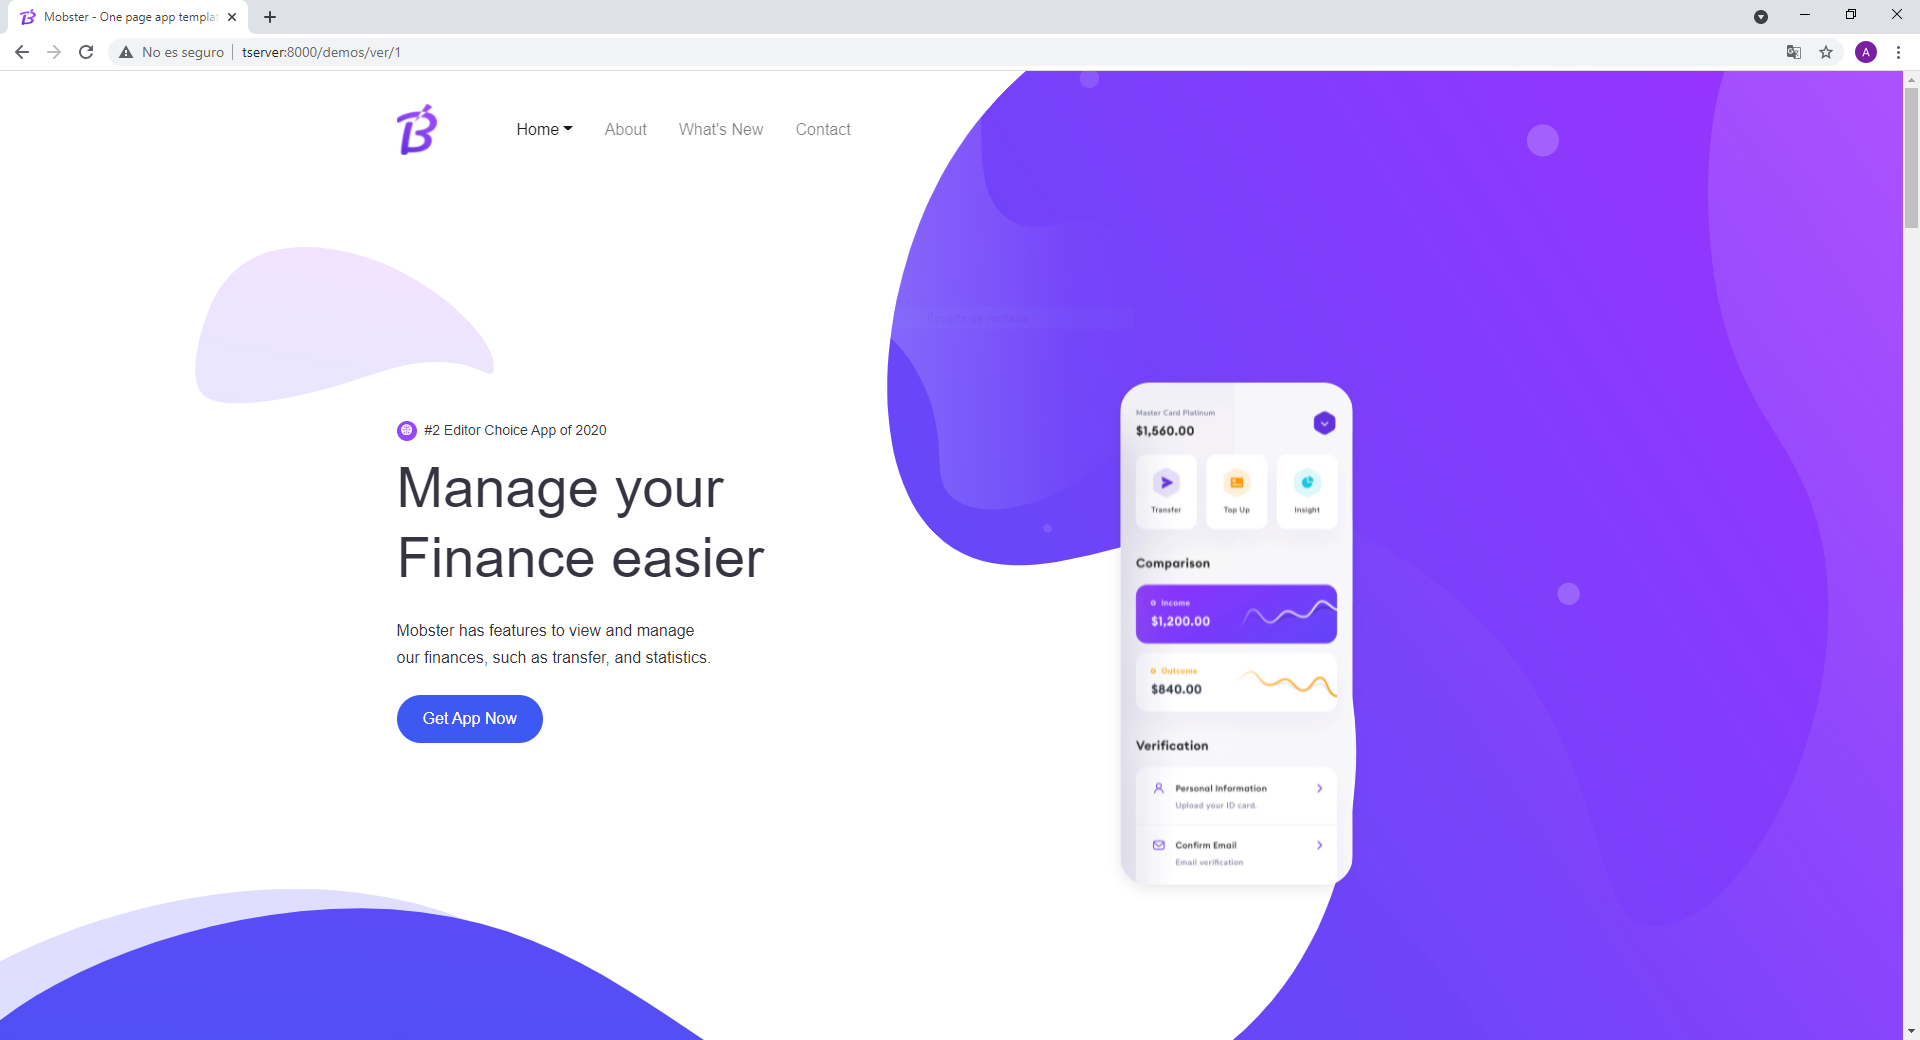 Mobster - One page app templa
No es seguro
tserver:8000/demos/ver/1
A
Home
About
What's New
Contact
#2 Editor Choice App of 2020
Manage your
Finance easier
Mobster has features to view and manage
our finances, such as transfer, and statistics.
Get App Now
Master Card Platinum
$1,560.00
Transfer
Top Up
Insight
Comparison
Income
$1,200.00
Outcome
$840.00
Verification
Personal Information
Upload your ID card.
Confirm Email
Email verification